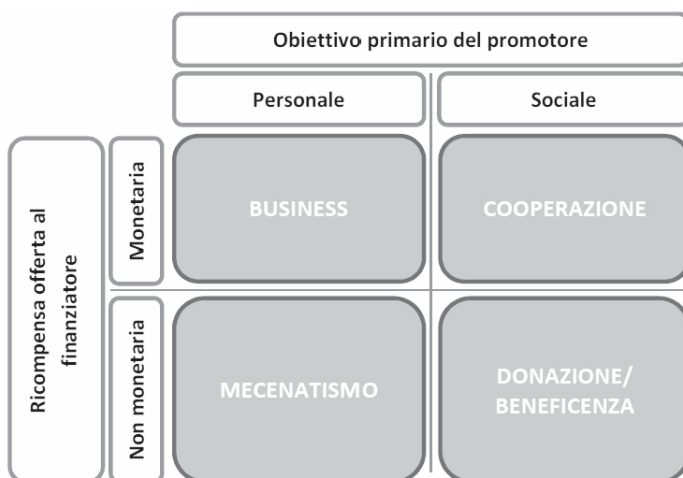 Obiettivo primario del promotore
Personale
Sociale
Ricompensa offerta al
finanziatore
Monetaria
BUSINESS
COOPERAZIONE
Non monetaria
MECENATISMO
DONAZIONE/
BENEFICENZA